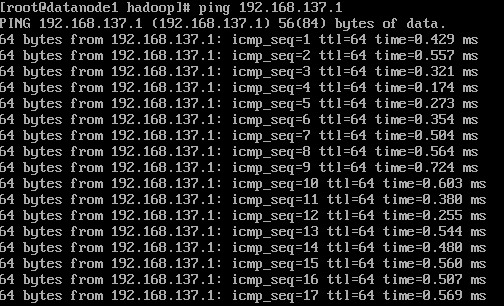 [root@datanode1 hadoop]# ping 192.168.137.1
PING 192.168.137.1 (192.168.137.1) 56(84) bytes of data.
64 bytes from 192.168.137.1: icmp_seq=1 ttl=64 time=0.429 ms
64 bytes from 192.168.137.1: icmp_seq=2 ttl=64 time=0.557 ms
64 bytes from 192.168.137.1: icmp_seq=3 ttl=64 time=0.321 ms
64 bytes from 192.168.137.1: icmp_seq=4 ttl=64 time=0.174 ms
64 bytes from 192.168.137.1: icmp_seq=5 ttl=64 time=0.273 ms
64 bytes from 192.168.137.1: icmp_seq=6 ttl=64 time=0.354 ms
64 bytes from 192.168.137.1: icmp_seq=7 ttl=64 time=0.504 ms
64 bytes from 192.168.137.1: icmp_seq=8 ttl=64 time=0.564 ms
64 bytes from 192.168.137.1: icmp_seq=9 ttl=64 time=0.724 ms
64 bytes from 192.168.137.1: icmp_seq=10 ttl=64 time=0.603 ms
64 bytes from 192.168.137.1: icmp_seq=11 ttl=64 time=0.380 ms
64 bytes from 192.168.137.1: icmp_seq=12 ttl=64 time=0.255 ms
64 bytes from 192.168.137.1: icmp_seq=13 ttl=64 time=0.544 ms
64 bytes from 192.168.137.1: icmp_seq=14 ttl=64 time=0.480 ms
64 bytes from 192.168.137.1: icmp_seq=15 ttl=64 time=0.560 ms
64 bytes from 192.168.137.1: icmp_seq=16 ttl=64 time=0.507 ms
64 bytes from 192.168.137.1: icmp_seq=17 ttl=64 time=0.569 ms